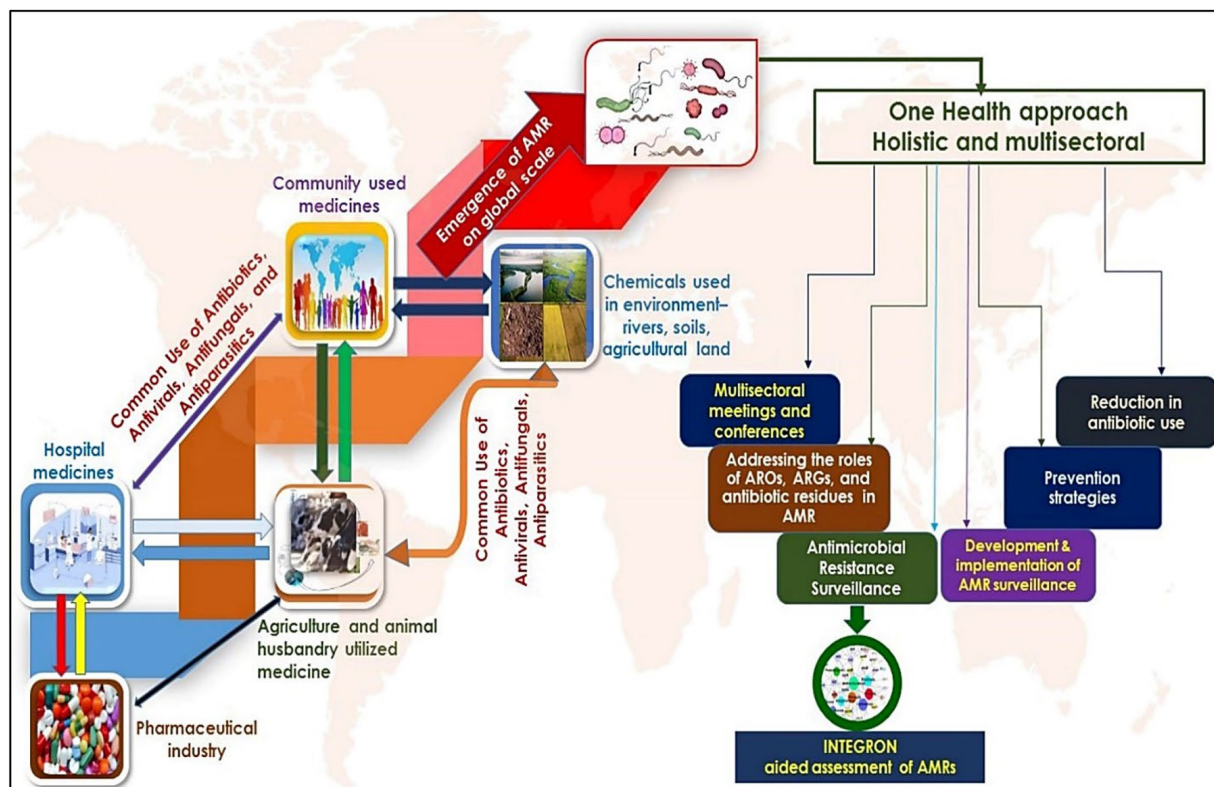 Emergence of AMR
on global scale
One Health approach
Holistic and multisectoral
Community used
medicines
Common Use of Antibiotics,
Antivirals, Antifungals, and
Antiparasitics
Chemicals used
in environment–
rivers, soils,
agricultural land
Hospital
medicines
Common Use of
Antibiotics,
Antivirals, Antifungals,
Antiparasitics
Agriculture and animal
husbandry utilized
medicine
Pharmaceutical
industry
Multisectoral
meetings and
conferences
Reduction in
antibiotic use
Addressing the roles
of AROs, ARGs, and
antibiotic residues in
AMR
Prevention
strategies
Antimicrobial
Resistance
Surveillance
Development &
implementation of
AMR surveillance
INTEGRON
aided assessment of AMRs